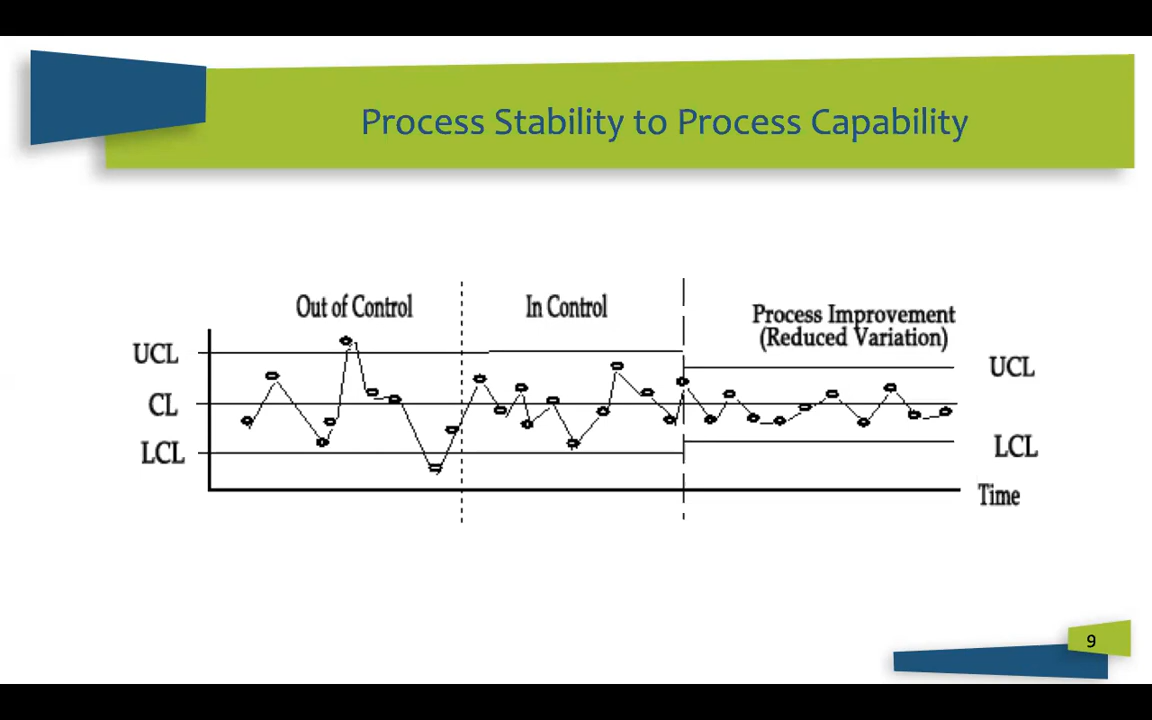 Process Stability to Process Capability
Out of Control
In Control
Process Improvement
(Reduced Variation)
UCL
CL
LCL
UCL
LCL
Time
9